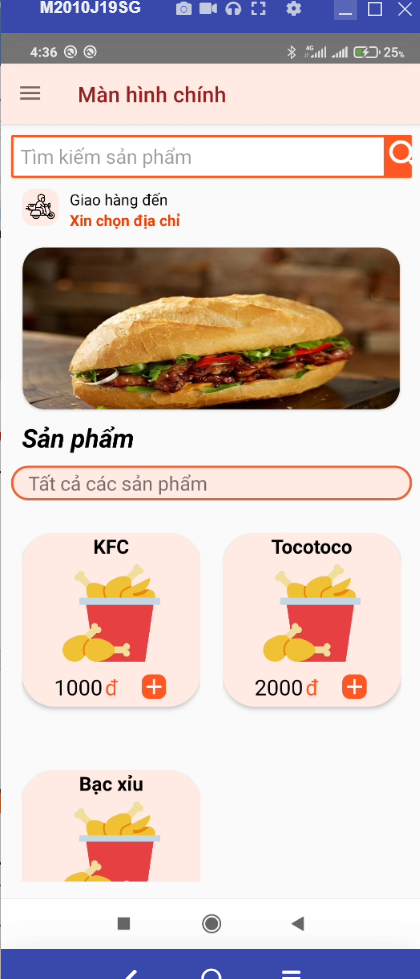 M2010J19SG
4:36
4G
25%
Màn hình chính
Tìm kiếm sản phẩm
Giao hàng đến
Xin chọn địa chỉ
Sản phẩm
Tất cả các sản phẩm
KFC
Tocotoco
1000 đ
2000 đ
Bạc xỉu